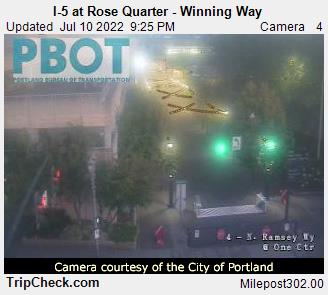 I-5 at Rose Quarter - Winning Way
Updated Jul 10 2022 9:25 PM Camera 4
PBOT
PORTLAND BUREAU OF TRANSPORTATION
4 - N. Ramsey Wy
@ One Ctr
Camera courtesy of the City of Portland
TripCheck.com Milepost302.00